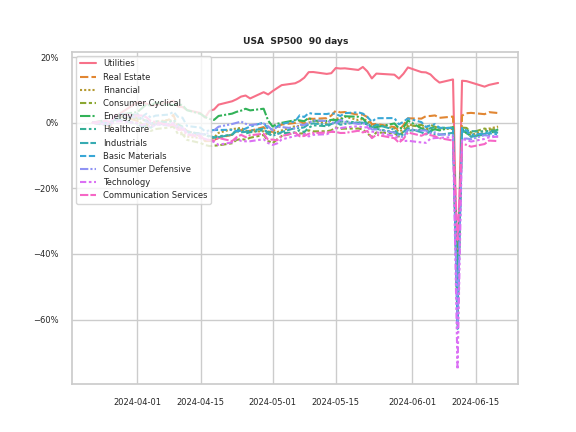 USA  SP500  90 days
20%
0%
−20%
−40%
−60%
Utilities
Real Estate
Financial
Consumer Cyclical
Energy
Healthcare
Industrials
Basic Materials
Consumer Defensive
Technology
Communication Services
2024-04-01 2024-04-15 2024-05-01 2024-05-15 2024-06-01 2024-06-15